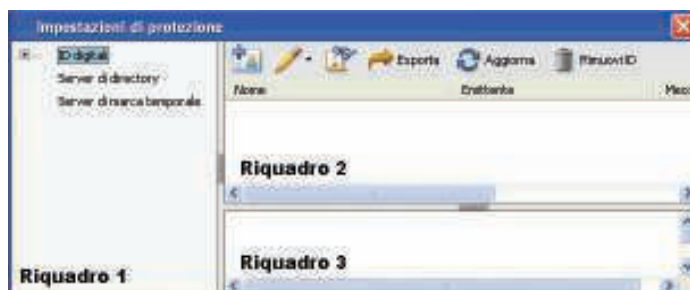 Impostazioni di protezione
ID digitali
Server di directory
Server di marca temporale
Esporta Aggiorna Rimuovi ID
Nome Emittente Mecc
Riquadro 2
Riquadro 3
Riquadro 1